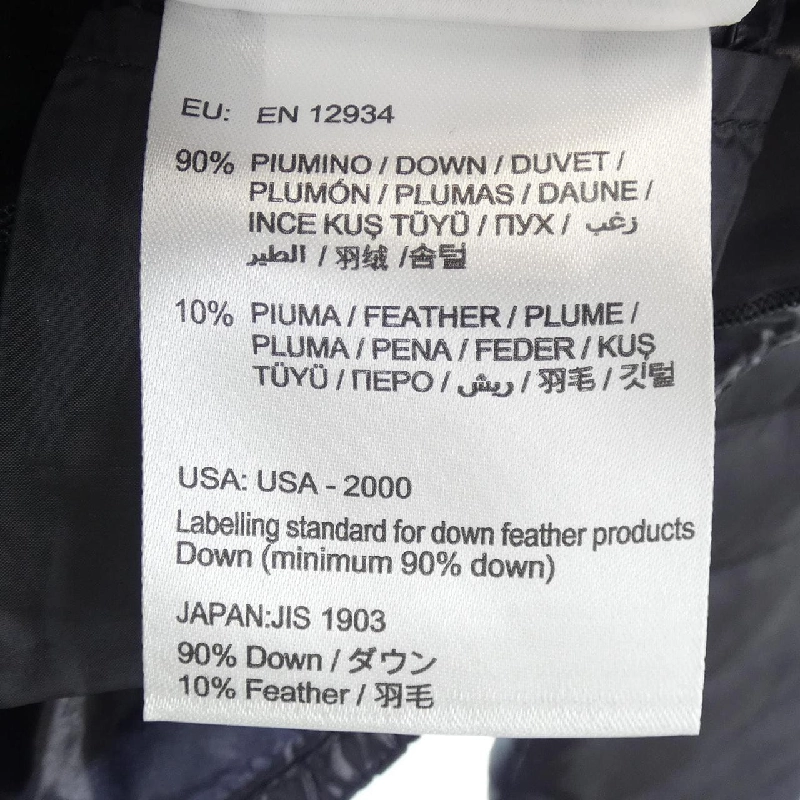 EU: EN 12934
90% PIUMINO / DOWN / DUVET /
PLUMÓN / PLUMAS / DAUNE /
INCE KUŞ TÜYÜ / ПУХ / زغب
الطير / 羽绒 /솜털
10% PIUMA / FEATHER / PLUME /
PLUMA / PENA / FEDER / KUŞ
TÜYÜ / ПЕРО / ريش / 羽毛 / 깃털
USA: USA - 2000
Labelling standard for down feather products
Down (minimum 90% down)
JAPAN:JIS 1903
90% Down / ダウン
10% Feather / 羽毛